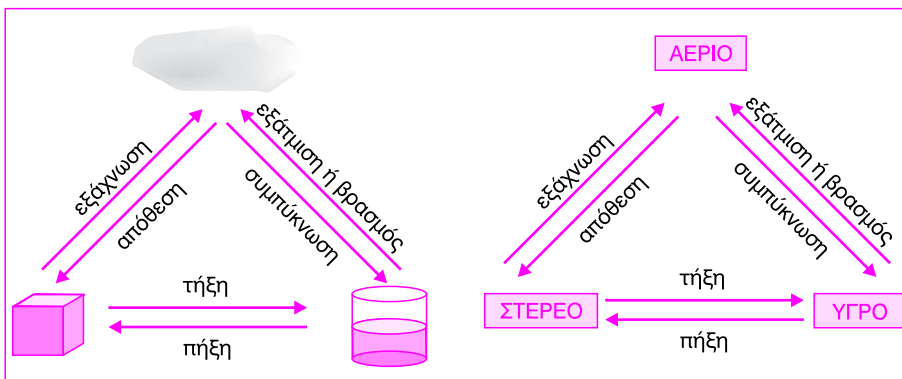 εξάχνωση
απόθεση
εξάτμιση ή βρασμός
συμπύκνωση
τήξη
πήξη
ΑΕΡΙΟ
εξάχνωση
απόθεση
εξάτμιση ή βρασμός
συμπύκνωση
ΣΤΕΡΕΟ
τήξη
πήξη
ΥΓΡΟ